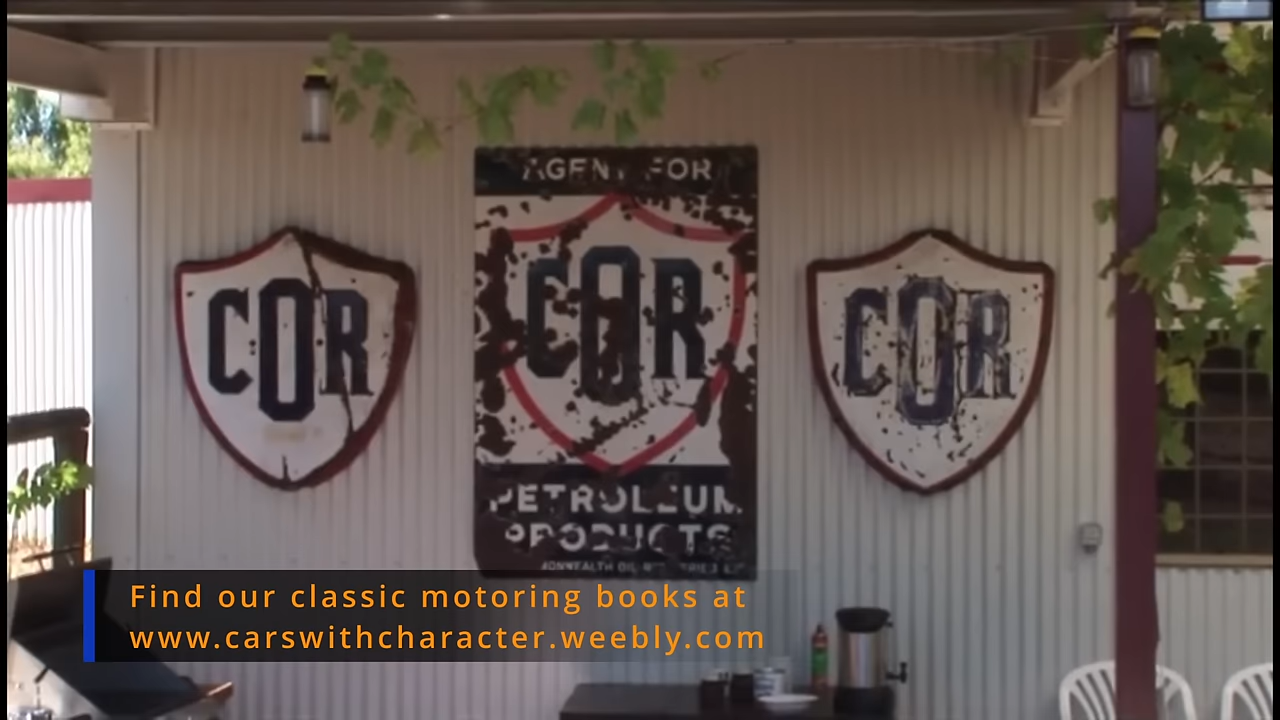 AGENT FOR
COR
COR
COR
PETROLEUM
PRODUCTS
Find our classic motoring books at
www.carswithcharacter.weebly.com